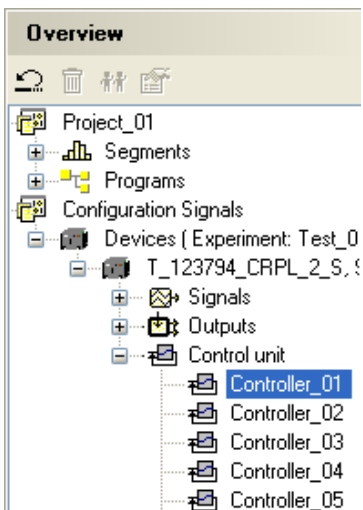 Overview
Project_01
Segments
Programs
Configuration Signals
Devices ( Experiment: Test_0
T_123794_CRPL_2_S,
Signals
Outputs
Control unit
Controller_01
Controller_02
Controller_03
Controller_04
Controller_05